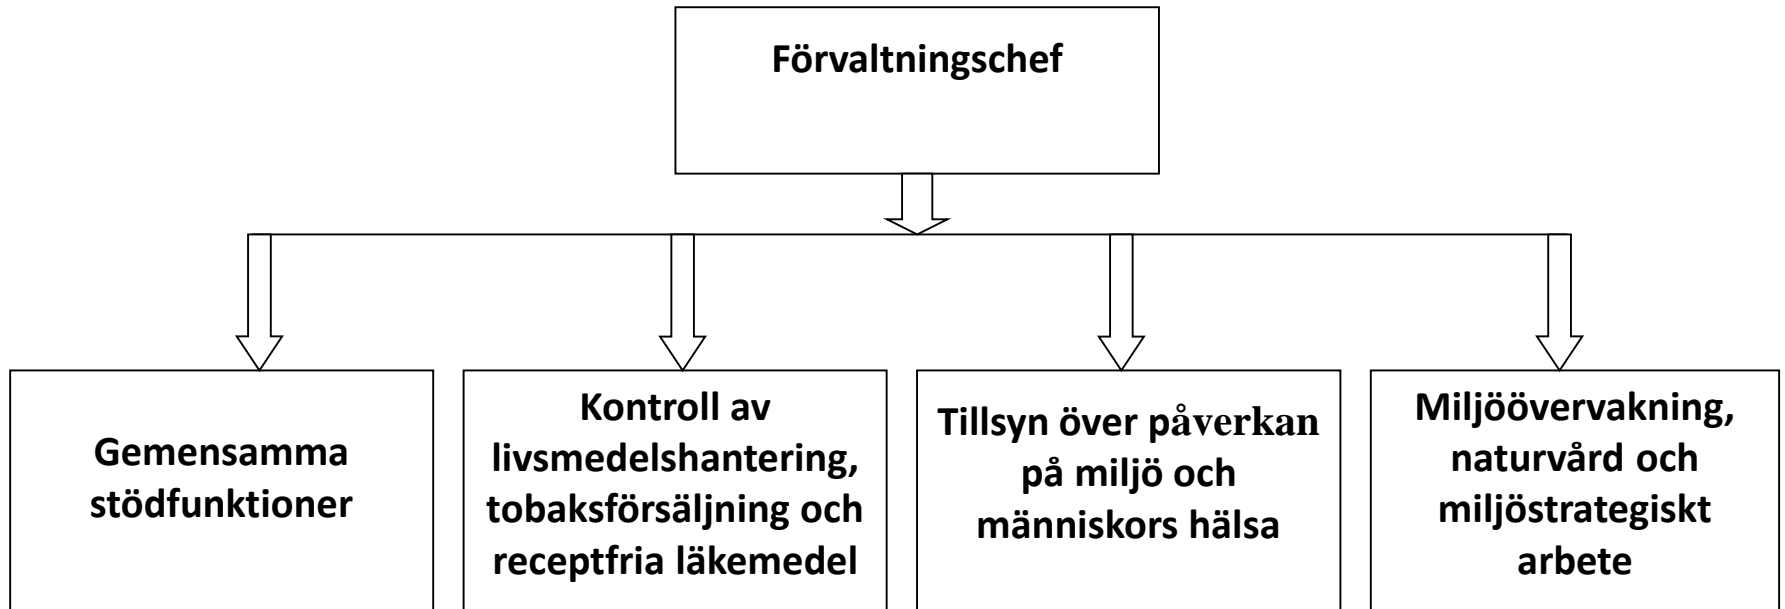 Förvaltningschef
Gemensamma
stödfunktioner
Kontroll av
livsmedelshantering,
tobaksförsäljning och
receptfria läkemedel
Tillsyn över påverkan
på miljö och
människors hälsa
Miljöövervakning,
naturvård och
miljöstrategiskt
arbete